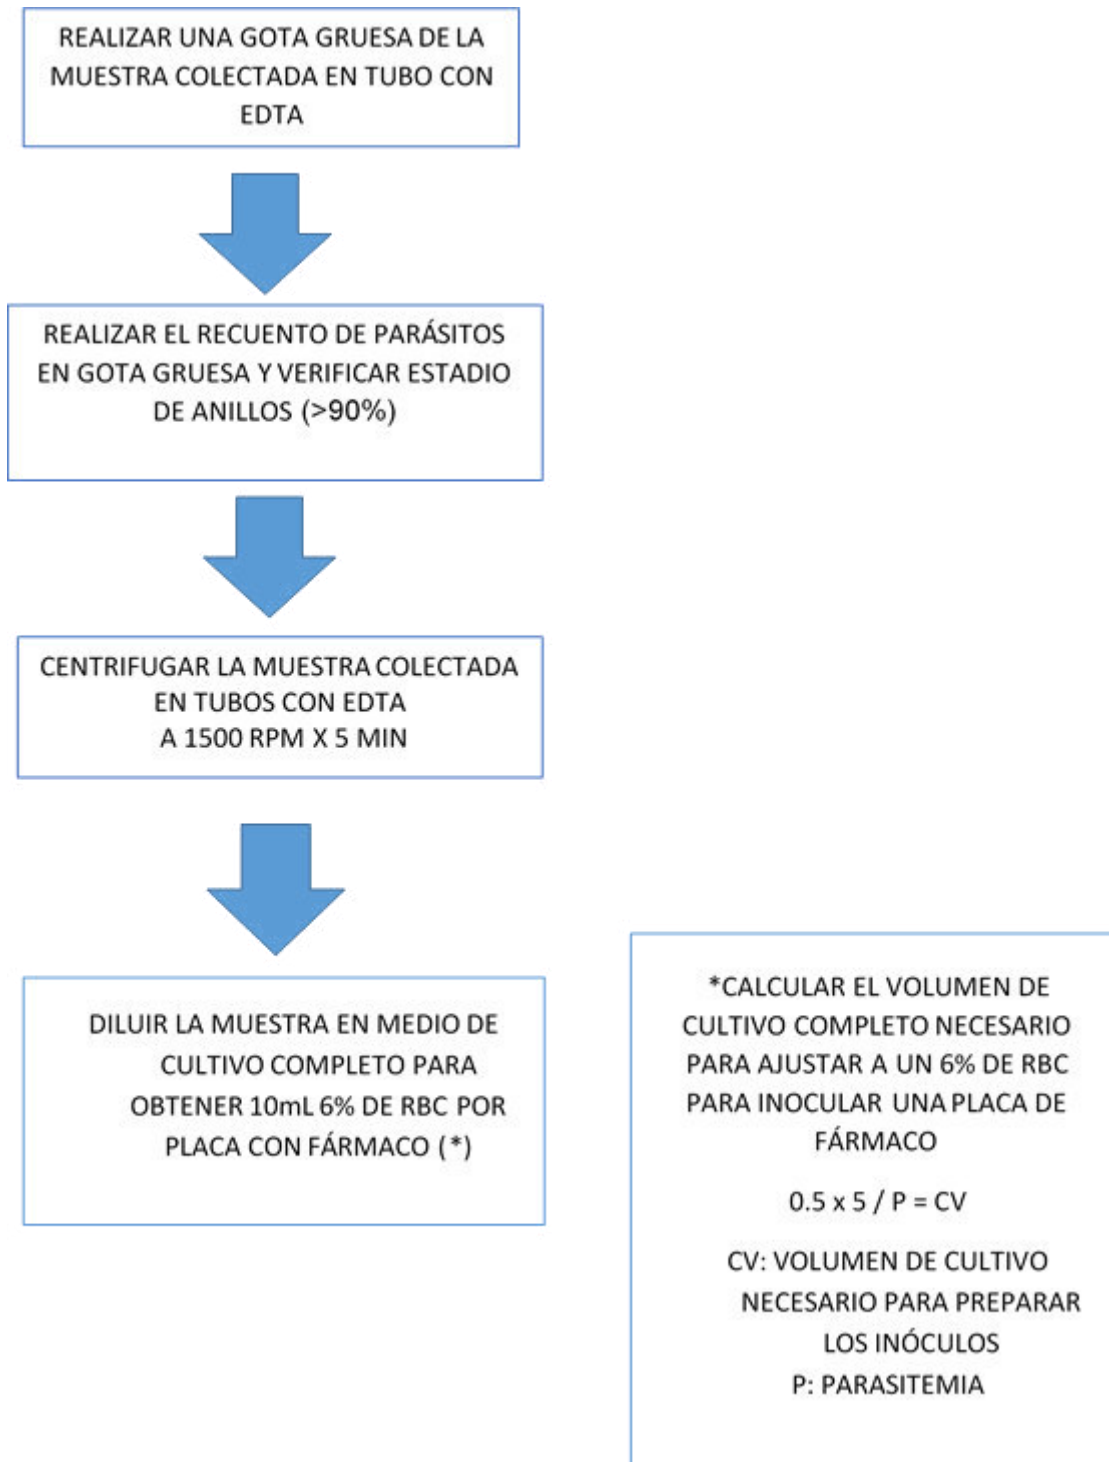 REALIZAR UNA GOTA GRUESA DE LA
MUESTRA COLECTADA EN TUBO CON
EDTA
REALIZAR EL RECUENTO DE PARÁSITOS
EN GOTA GRUESA Y VERIFICAR ESTADIO
DE ANILLOS (>90%)
CENTRIFUGAR LA MUESTRA COLECTADA
EN TUBOS CON EDTA
A 1500 RPM X 5 MIN
DILUIR LA MUESTRA EN MEDIO DE
CULTIVO COMPLETO PARA
OBTENER 10mL 6% DE RBC POR
PLACA CON FÁRMACO (*)
*CALCULAR EL VOLUMEN DE
CULTIVO COMPLETO NECESARIO
PARA AJUSTAR A UN 6% DE RBC
PARA INOCULAR UNA PLACA DE
FÁRMACO
0.5 x 5 / P = CV
CV: VOLUMEN DE CULTIVO
NECESARIO PARA PREPARAR
LOS INÓCULOS
P: PARASITEMIA